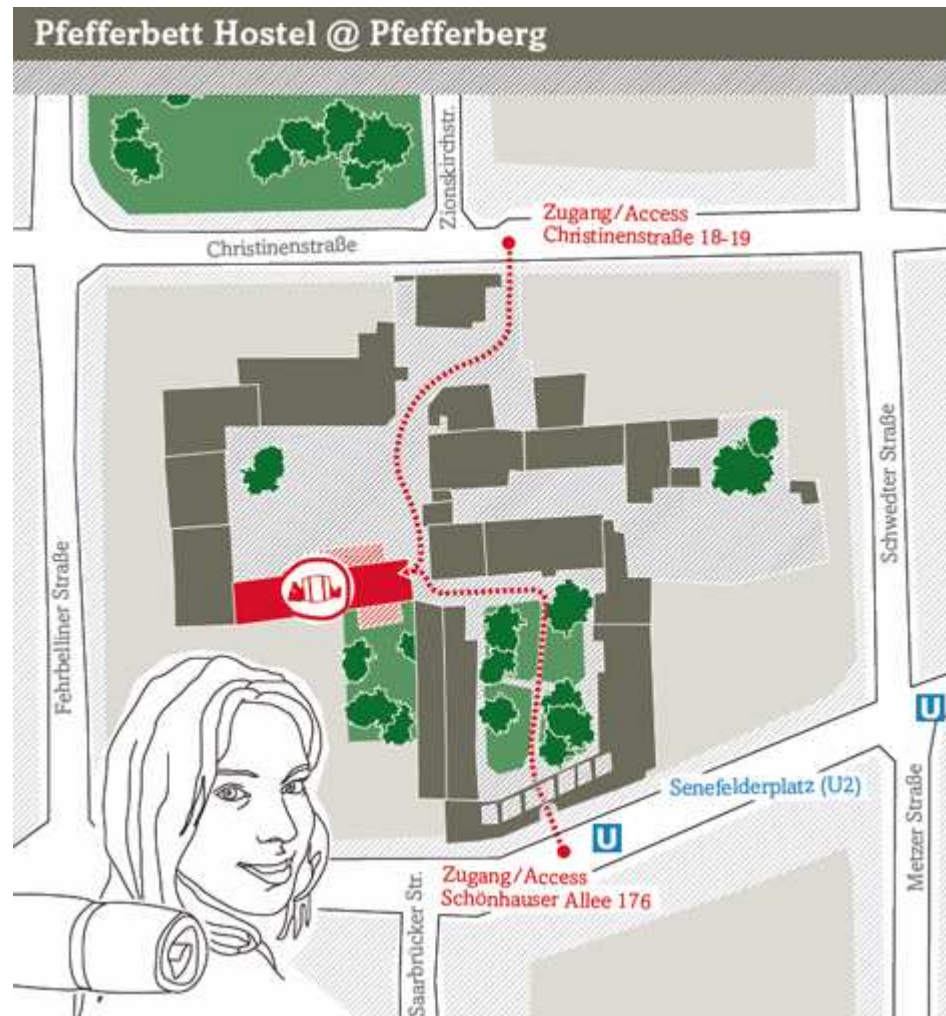 Pfefferbett Hostel @ Pfefferberg
Zionskirchstr.
Zugang/Access
Christinenstraße 18-19
Christinenstraße
Schwedter Straße
Fehrbelliner Straße
U
Senefelderplatz (U2)
U
Metzer Straße
Zugang/Access
Schönhauser Allee 176
Saarbrücker Str.